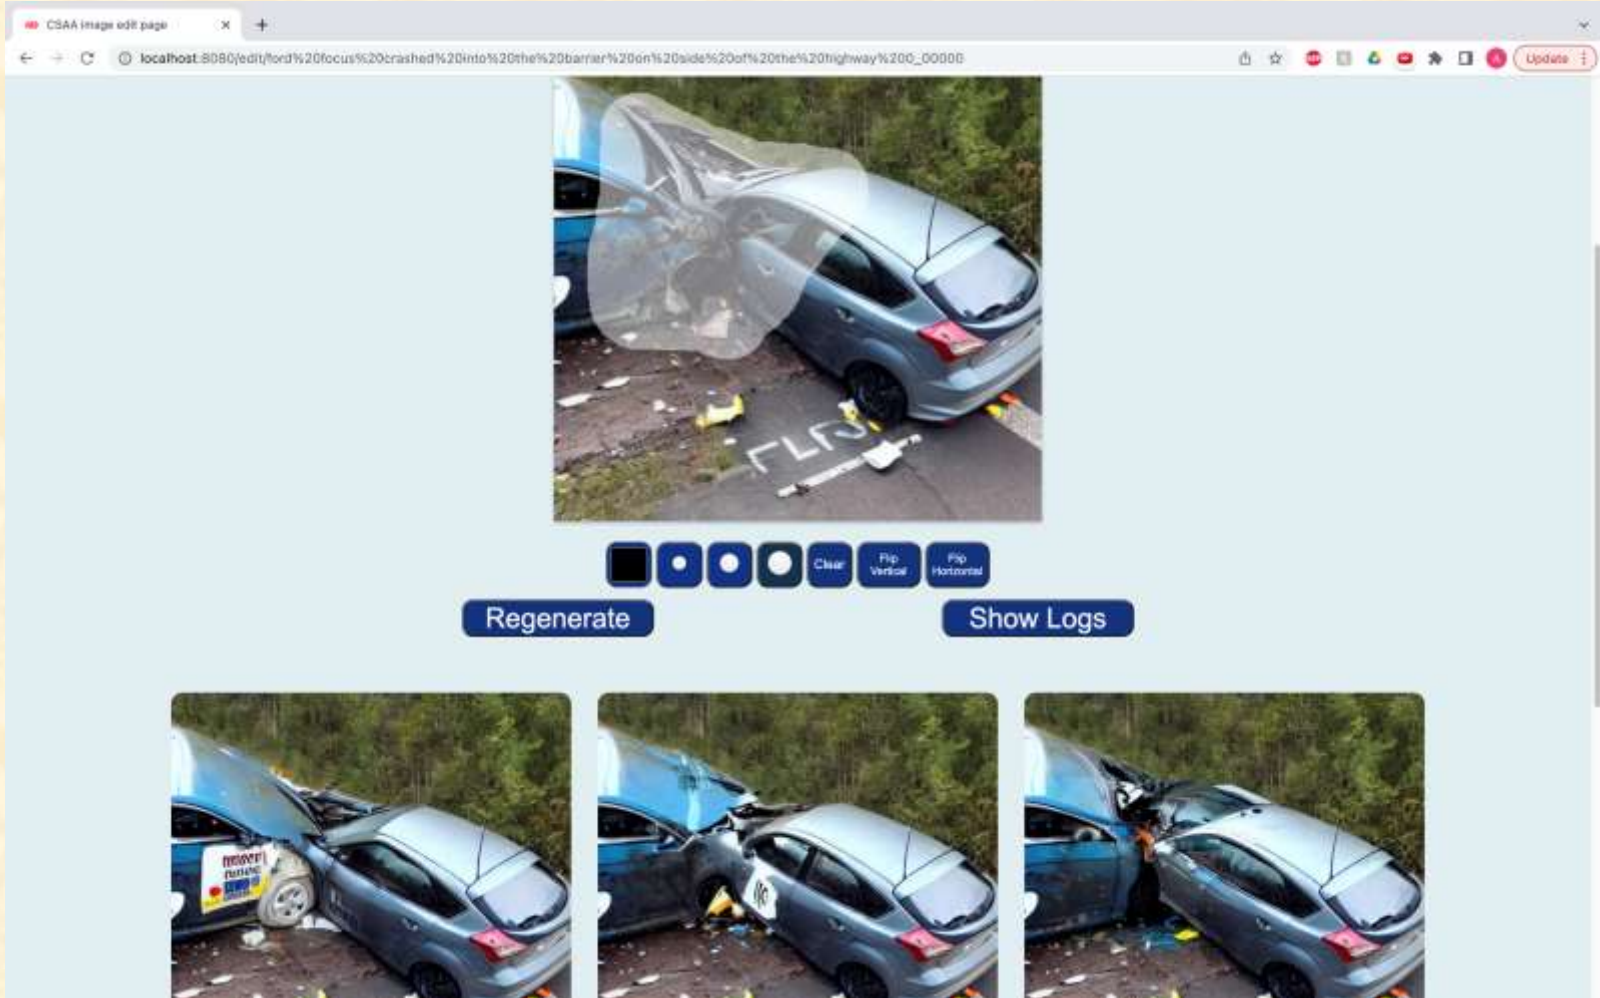 CSAA image edit page
localhost:8080/edit/ford%20focus%20crashed%20into%20the%20barrier%20on%20side%20of%20the%20highway%200_00000
Update
Clear
Flip
Vertical
Flip
Horizontal
Regenerate
Show Logs